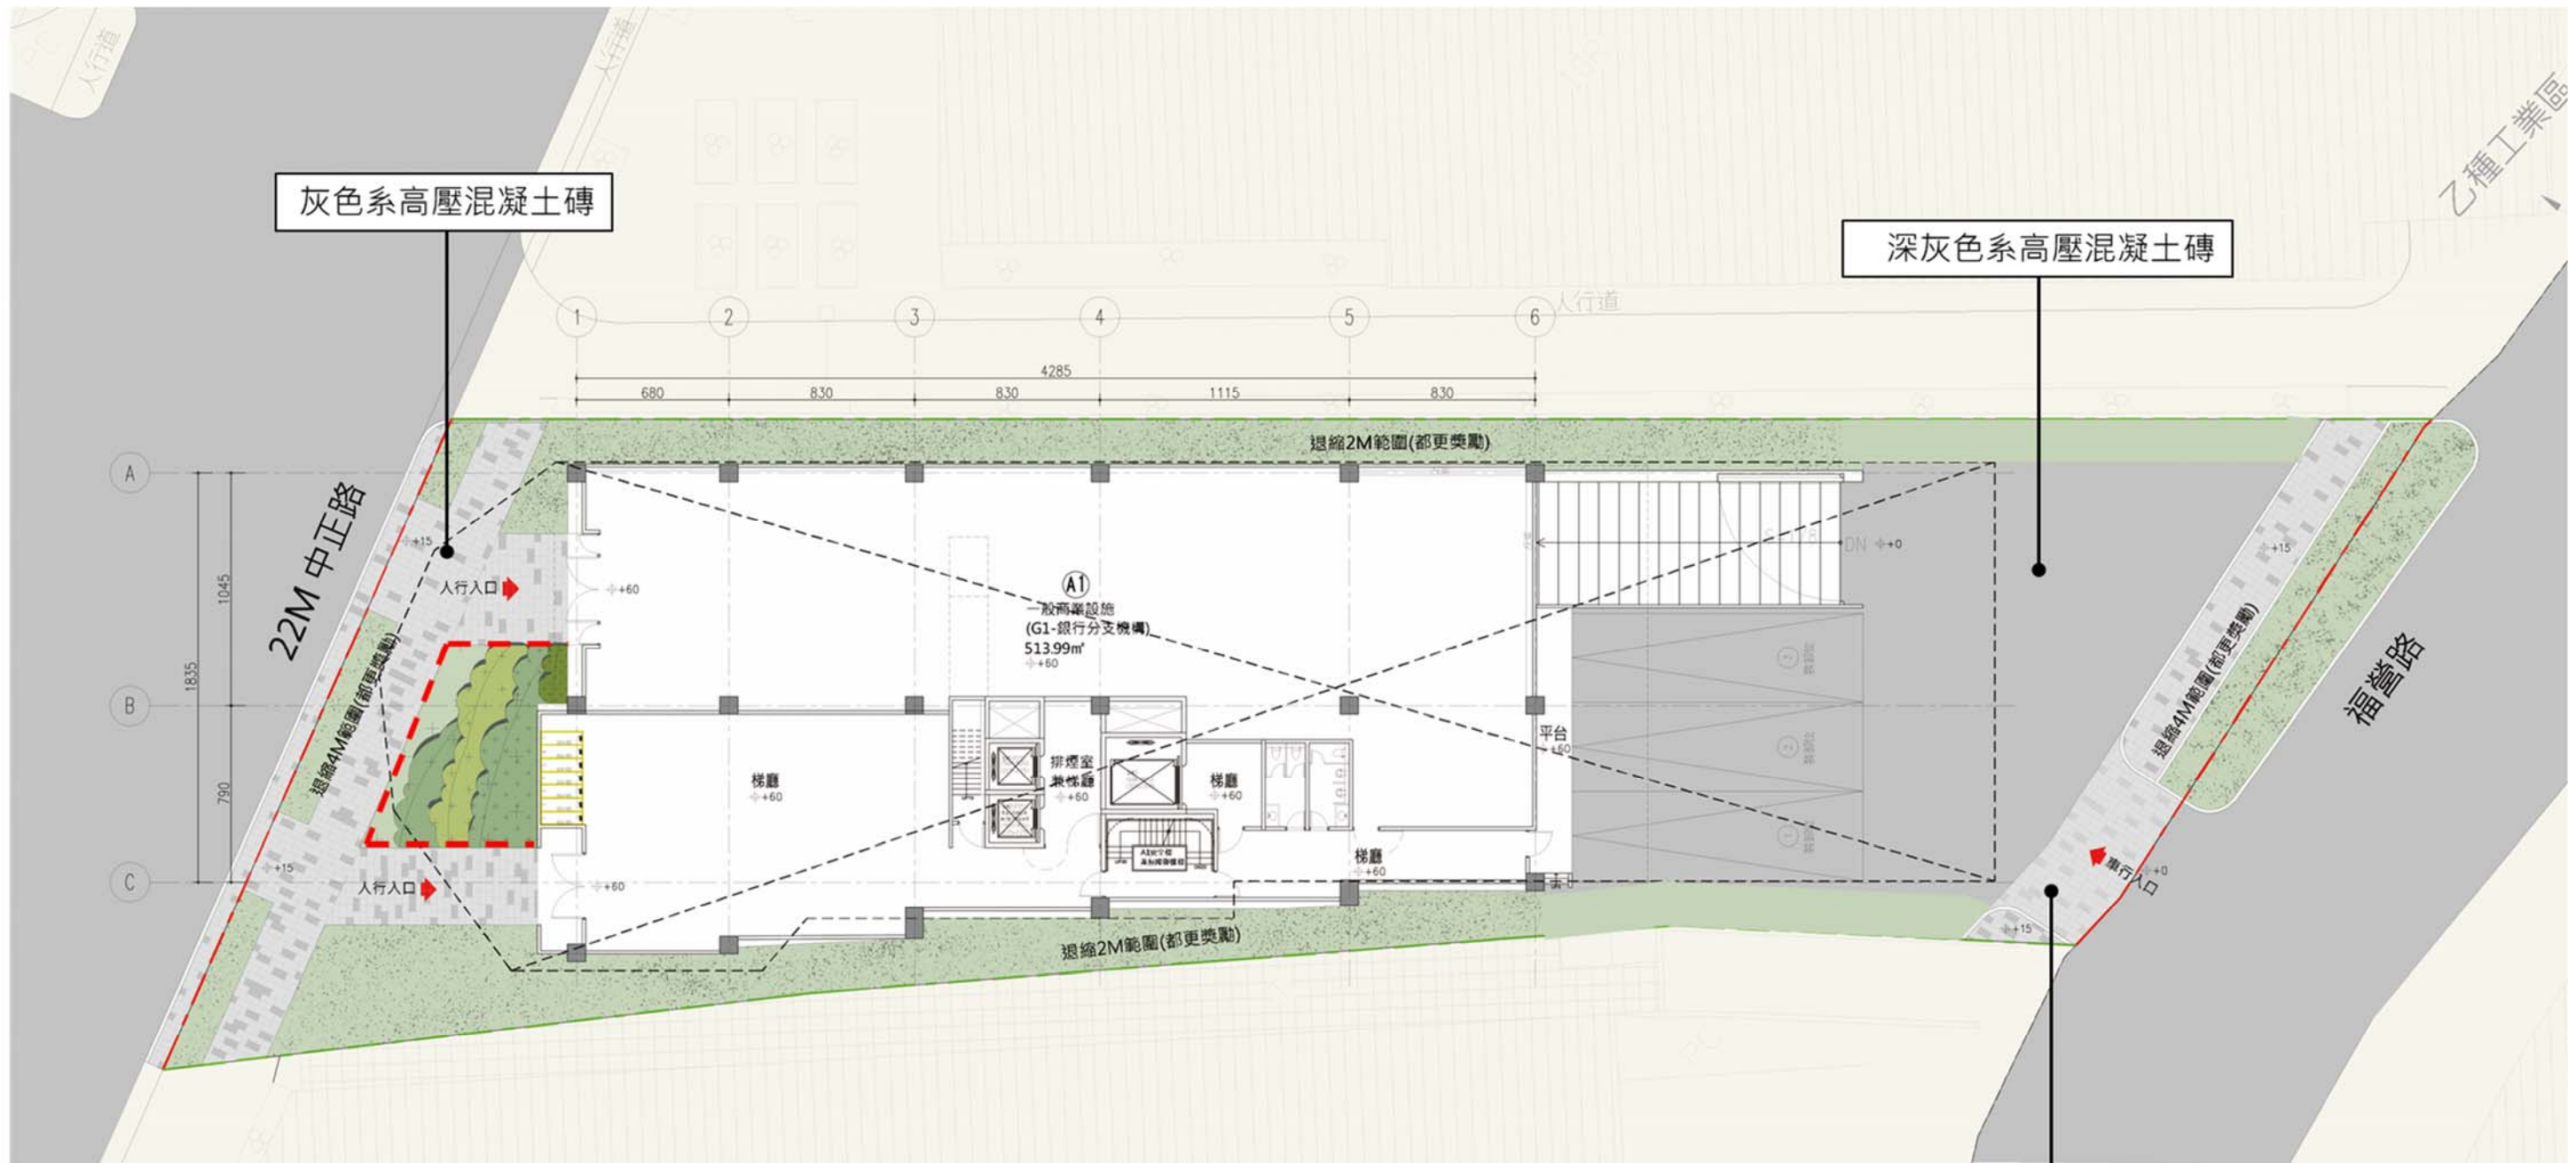 人行道
人行道
乙種工業區
灰色系高壓混凝土磚
深灰色系高壓混凝土磚
人行道
1
2
3
4
5
6
4285
680
830
830
1115
830
A
B
C
1835
1045
790
22M 中正路
退縮2M範圍(都更獎勵)
+15
人行入口
+60
A1
一般商業設施
(G1-銀行分支機構)
513.99㎡
+60
DN
+0
+15
退縮4M範圍(都更獎勵)
退縮4M範圍(都更獎勵)
福營路
3
2
1
平台
+60
梯廳
+60
排煙室
兼梯廳
+60
梯廳
+60
梯廳
+60
+15
人行入口
+60
車行入口
+0
+15
退縮2M範圍(都更獎勵)